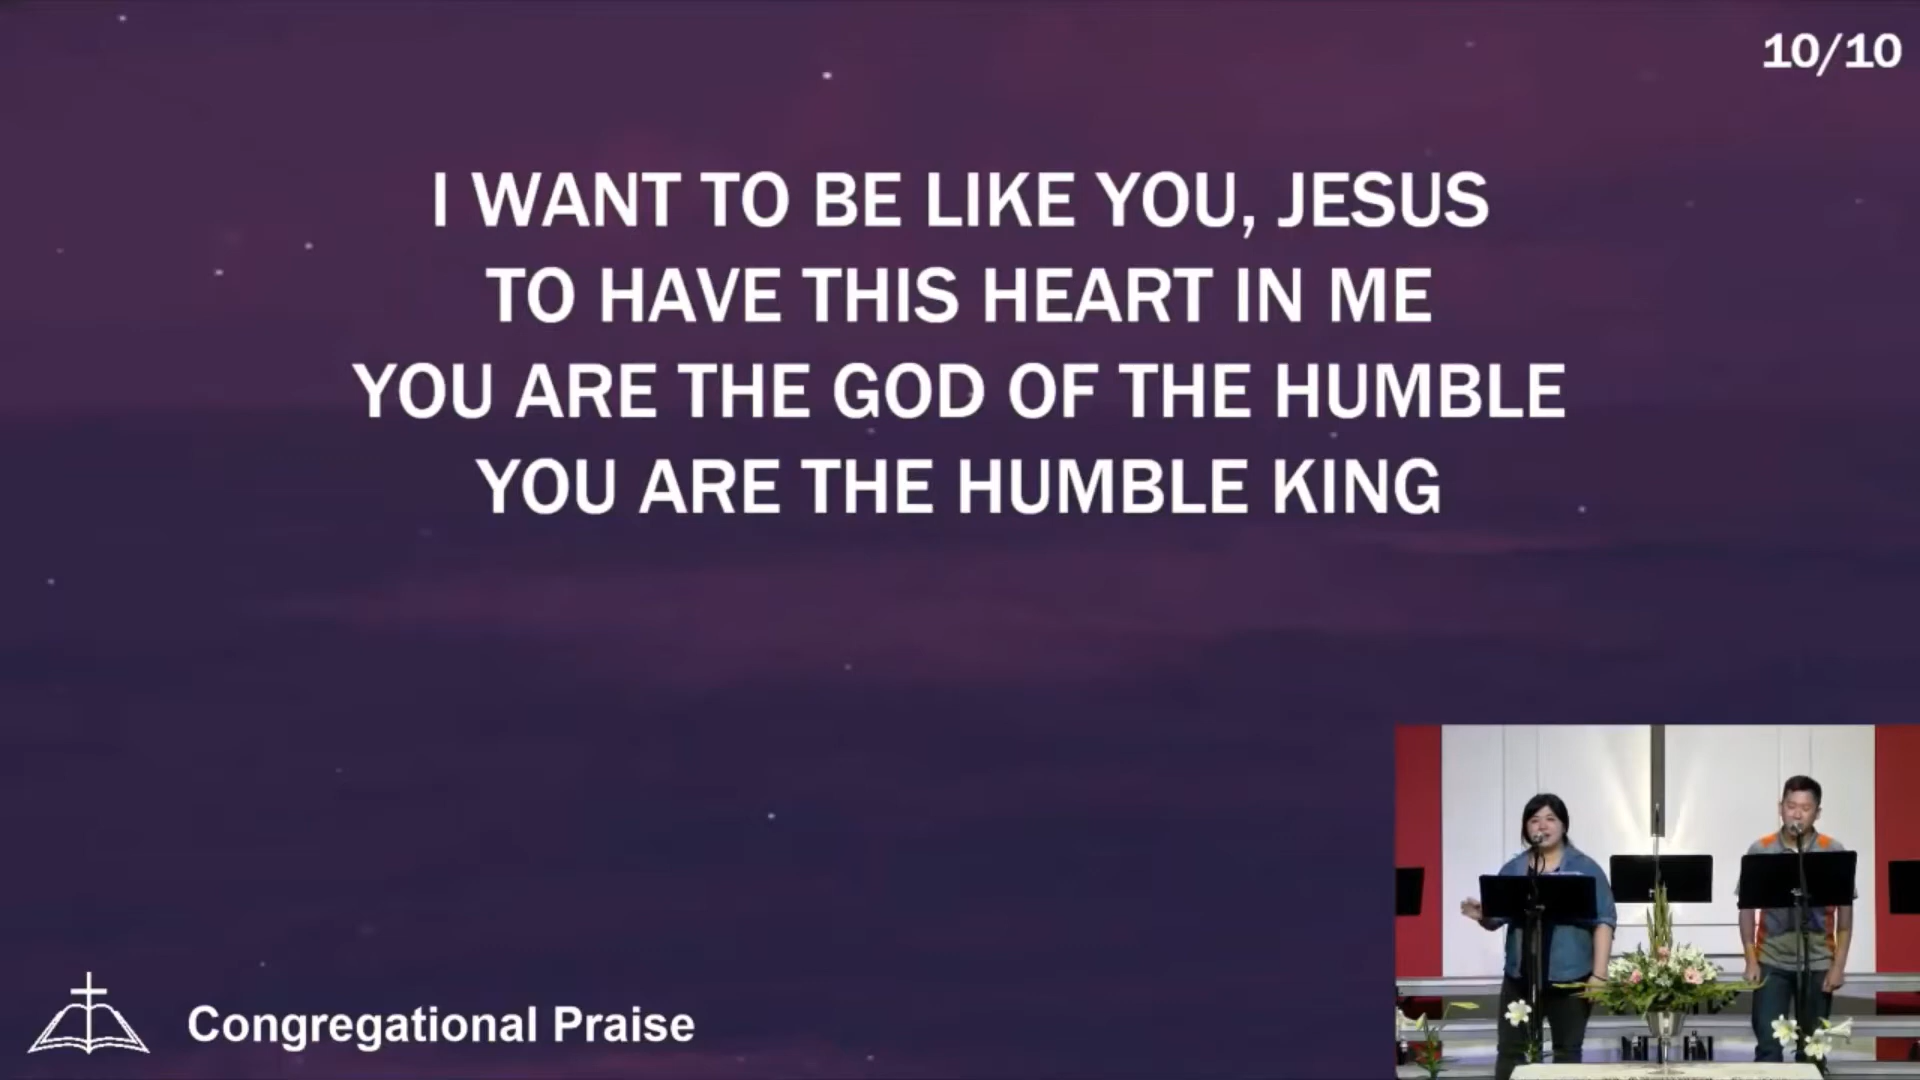 10/10
I WANT TO BE LIKE YOU, JESUS
TO HAVE THIS HEART IN ME
YOU ARE THE GOD OF THE HUMBLE
YOU ARE THE HUMBLE KING
Congregational Praise